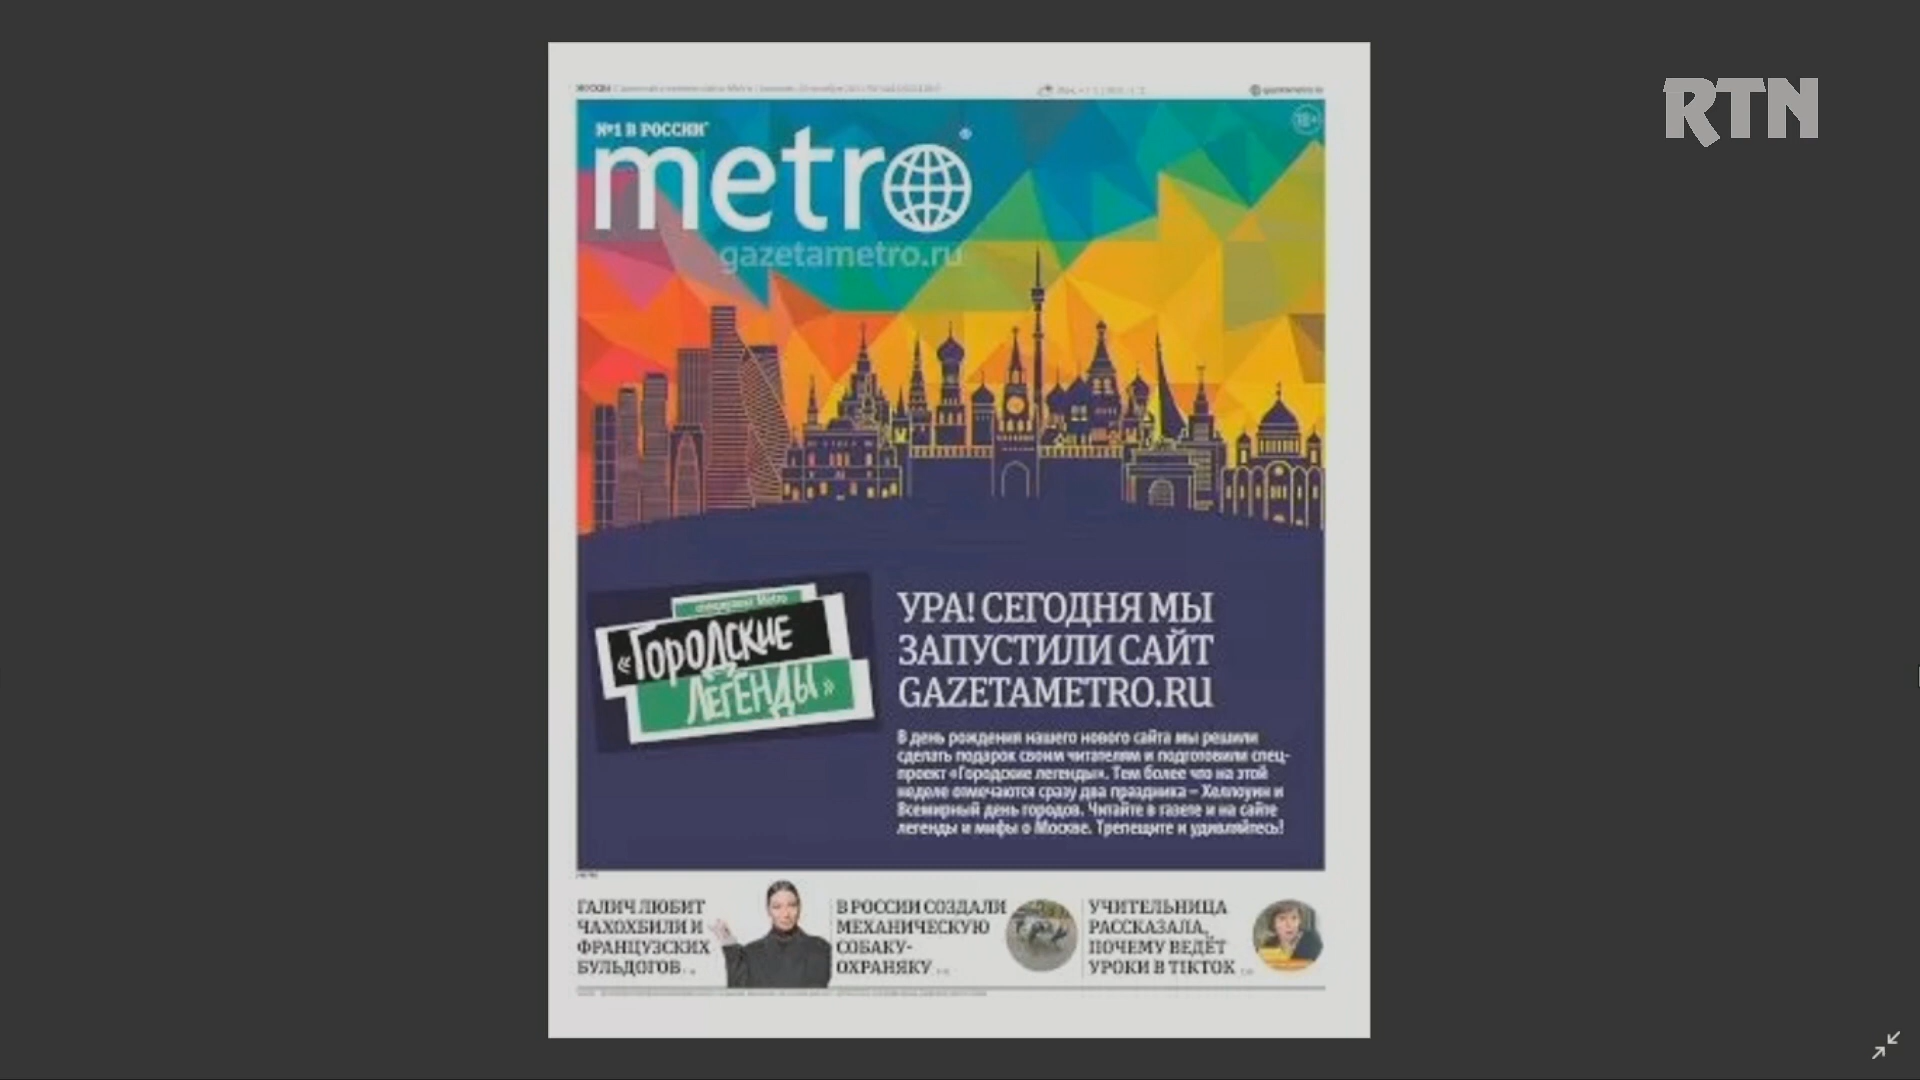 RTN
МОСКВА
18+
№1 В РОССИИ
metro
gazetametro.ru
спецпроект Metro
«ГОРОДСКИЕ
ЛЕГЕНДЫ»
УРА! СЕГОДНЯ МЫ
ЗАПУСТИЛИ САЙТ
GAZETAMETRO.RU
В день рождения нашего нового сайта мы решили
сделать подарок своим читателям и подготовили спец-
проект «Городские легенды». Тем более что на этой
неделе отмечаются сразу два праздника – Хеллоуин и
Всемирный день городов. Читайте в газете и на сайте
легенды и мифы о Москве. Трепещите и удивляйтесь!
ГАЛИЧ ЛЮБИТ
ЧАХОХБИЛИ И
ФРАНЦУЗСКИХ
БУЛЬДОГОВ
В РОССИИ СОЗДАЛИ
МЕХАНИЧЕСКУЮ
СОБАКУ-
ОХРАНЯКУ
УЧИТЕЛЬНИЦА
РАССКАЗАЛА,
ПОЧЕМУ ВЕДЁТ
УРОКИ В TIKTOK